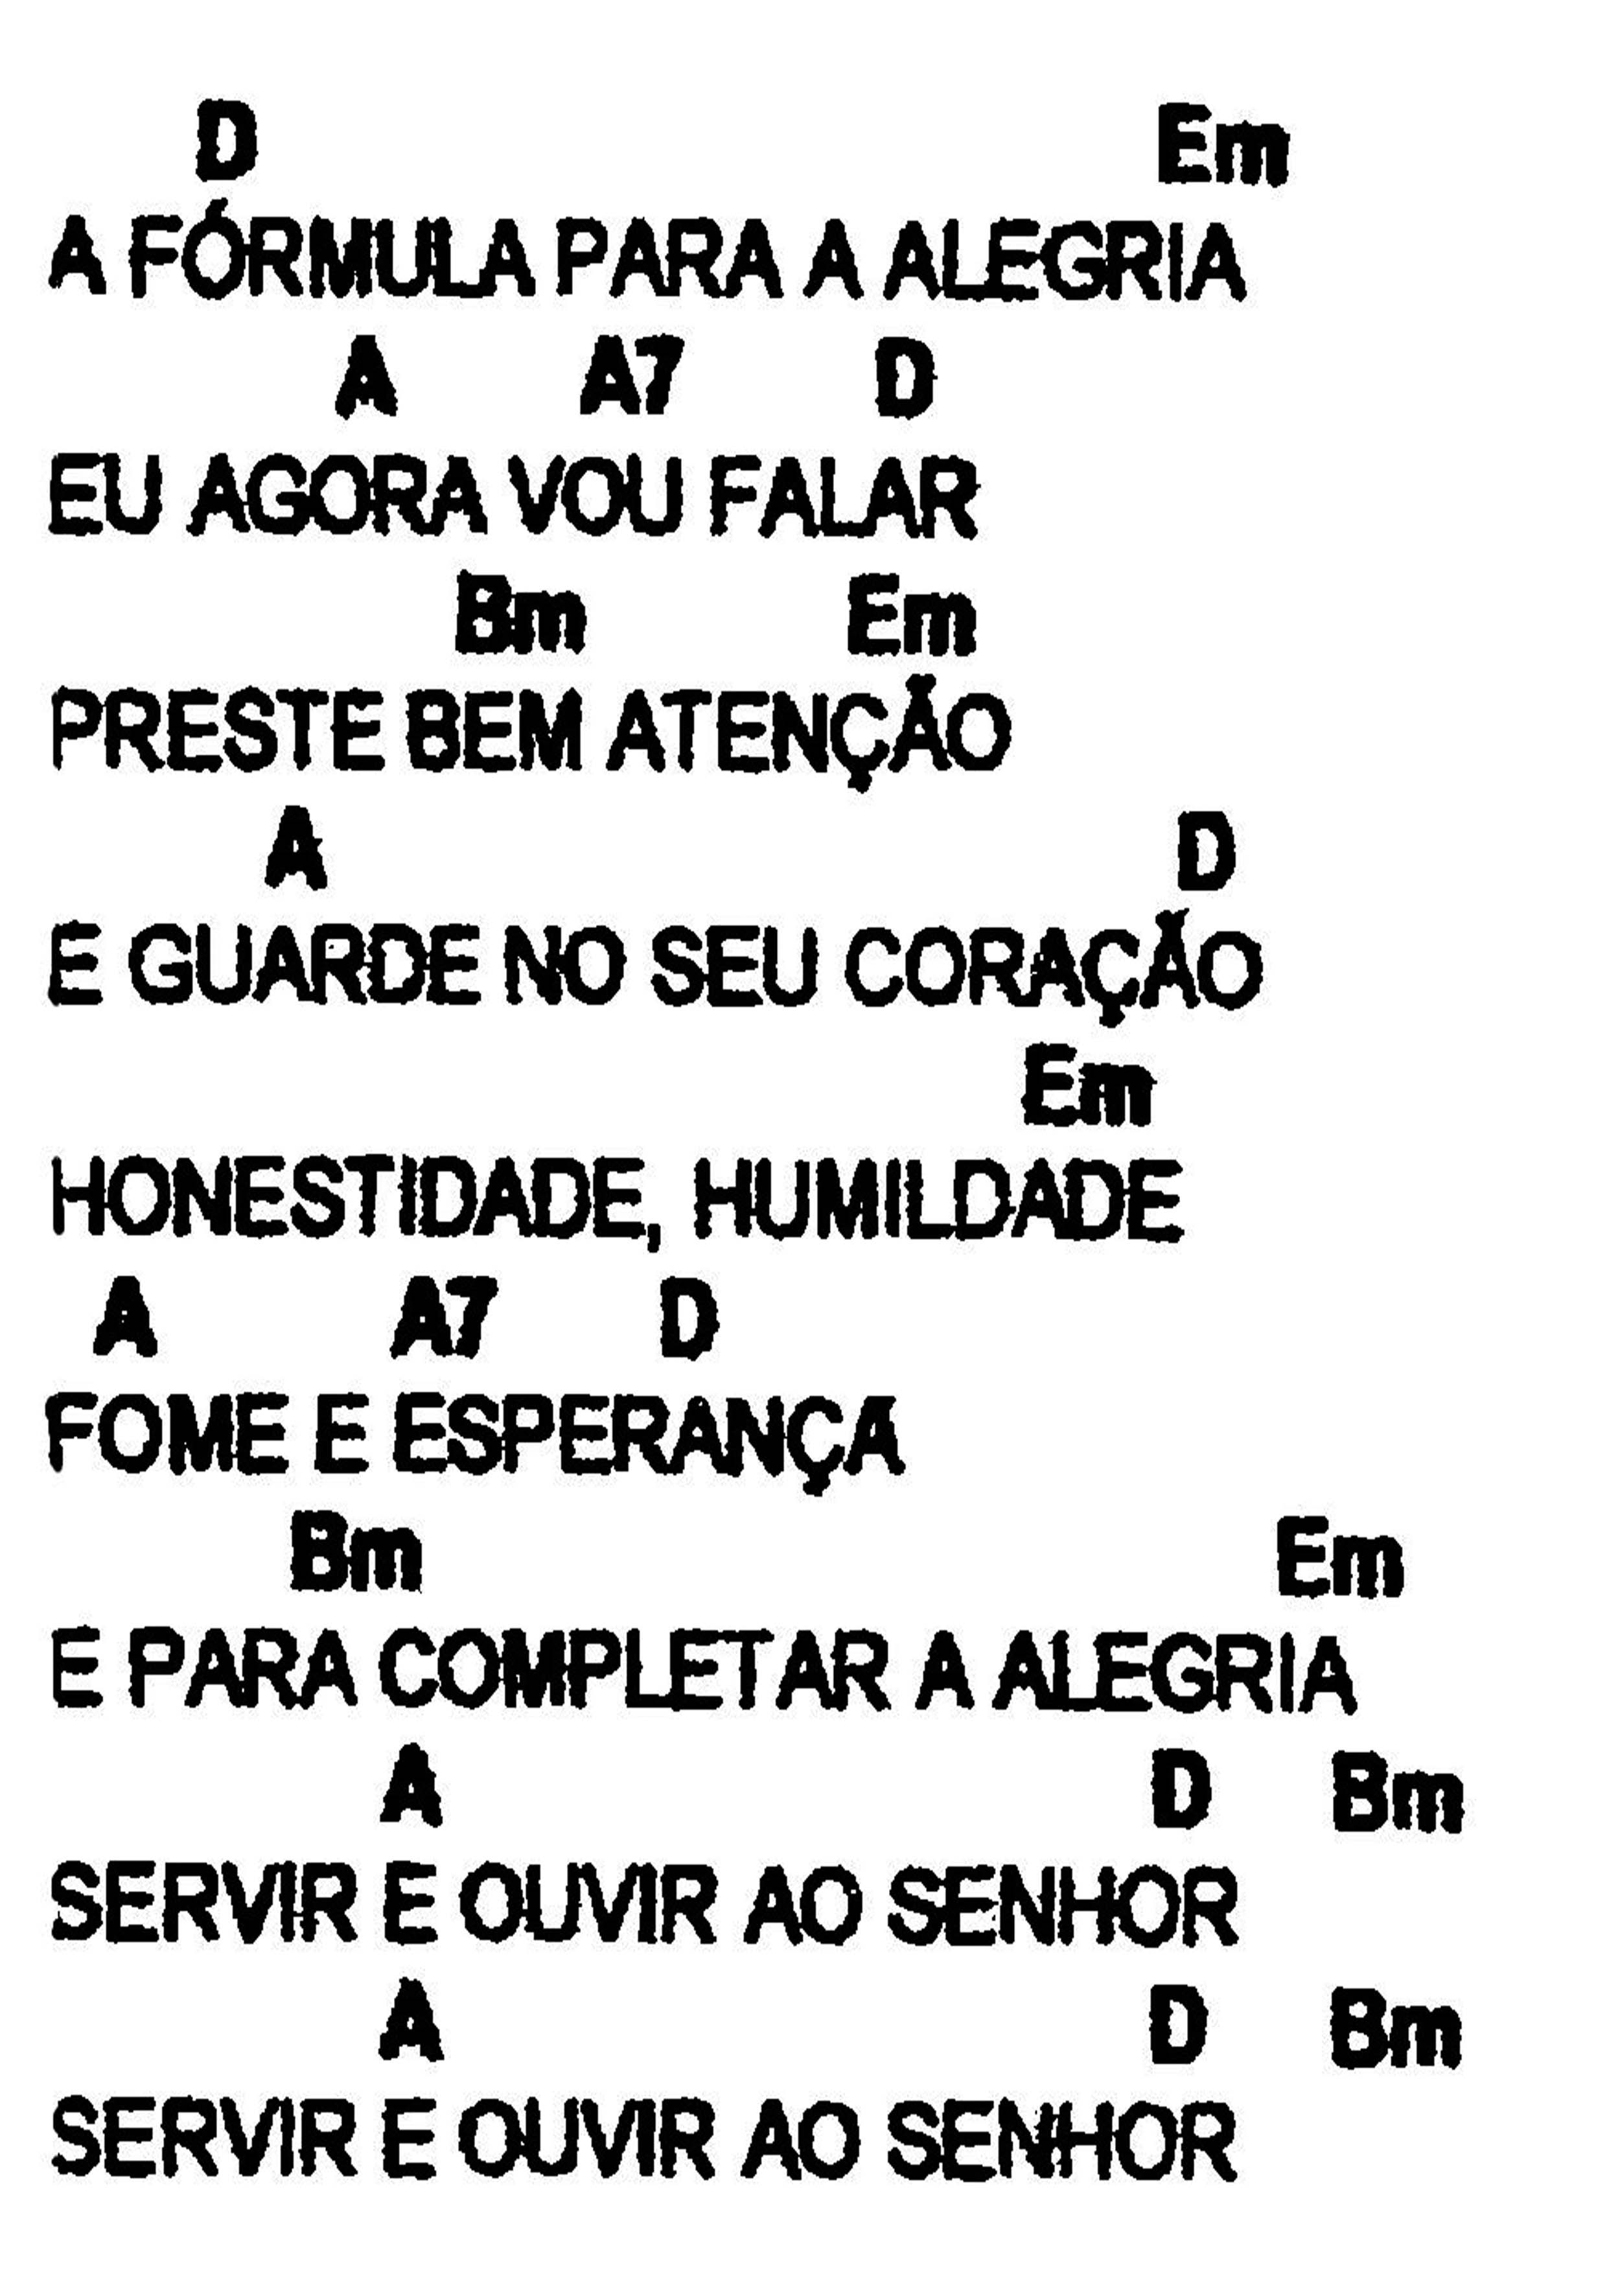 D Em
A FÓRMULA PARA A ALEGRIA
A A7 D
EU AGORA VOU FALAR
Bm Em
PRESTE BEM ATENÇÃO
A D
E GUARDE NO SEU CORAÇÃO
Em
HONESTIDADE, HUMILDADE
A A7 D
FOME E ESPERANÇA
Bm Em
E PARA COMPLETAR A ALEGRIA
A D Bm
SERVIR E OUVIR AO SENHOR
A D Bm
SERVIR E OUVIR AO SENHOR